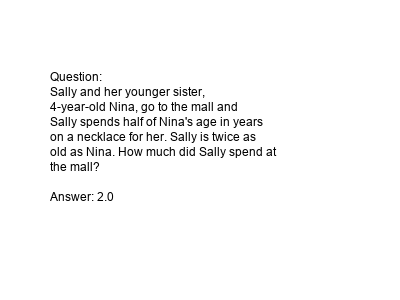 Question:
Sally and her younger sister,
4-year-old Nina, go to the mall and
Sally spends half of Nina's age in years
on a necklace for her. Sally is twice as
old as Nina. How much did Sally spend at
the mall?
Answer: 2.0